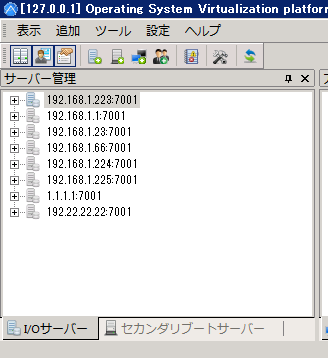 [127.0.0.1] Operating System Virtualization platfor
表示 追加 ツール 設定 ヘルプ
サーバー管理
192.168.1.223:7001
192.168.1.1:7001
192.168.1.23:7001
192.168.1.66:7001
192.168.1.224:7001
192.168.1.225:7001
1.1.1.1:7001
192.22.22.22:7001
I/Oサーバー セカンダリブートサーバー